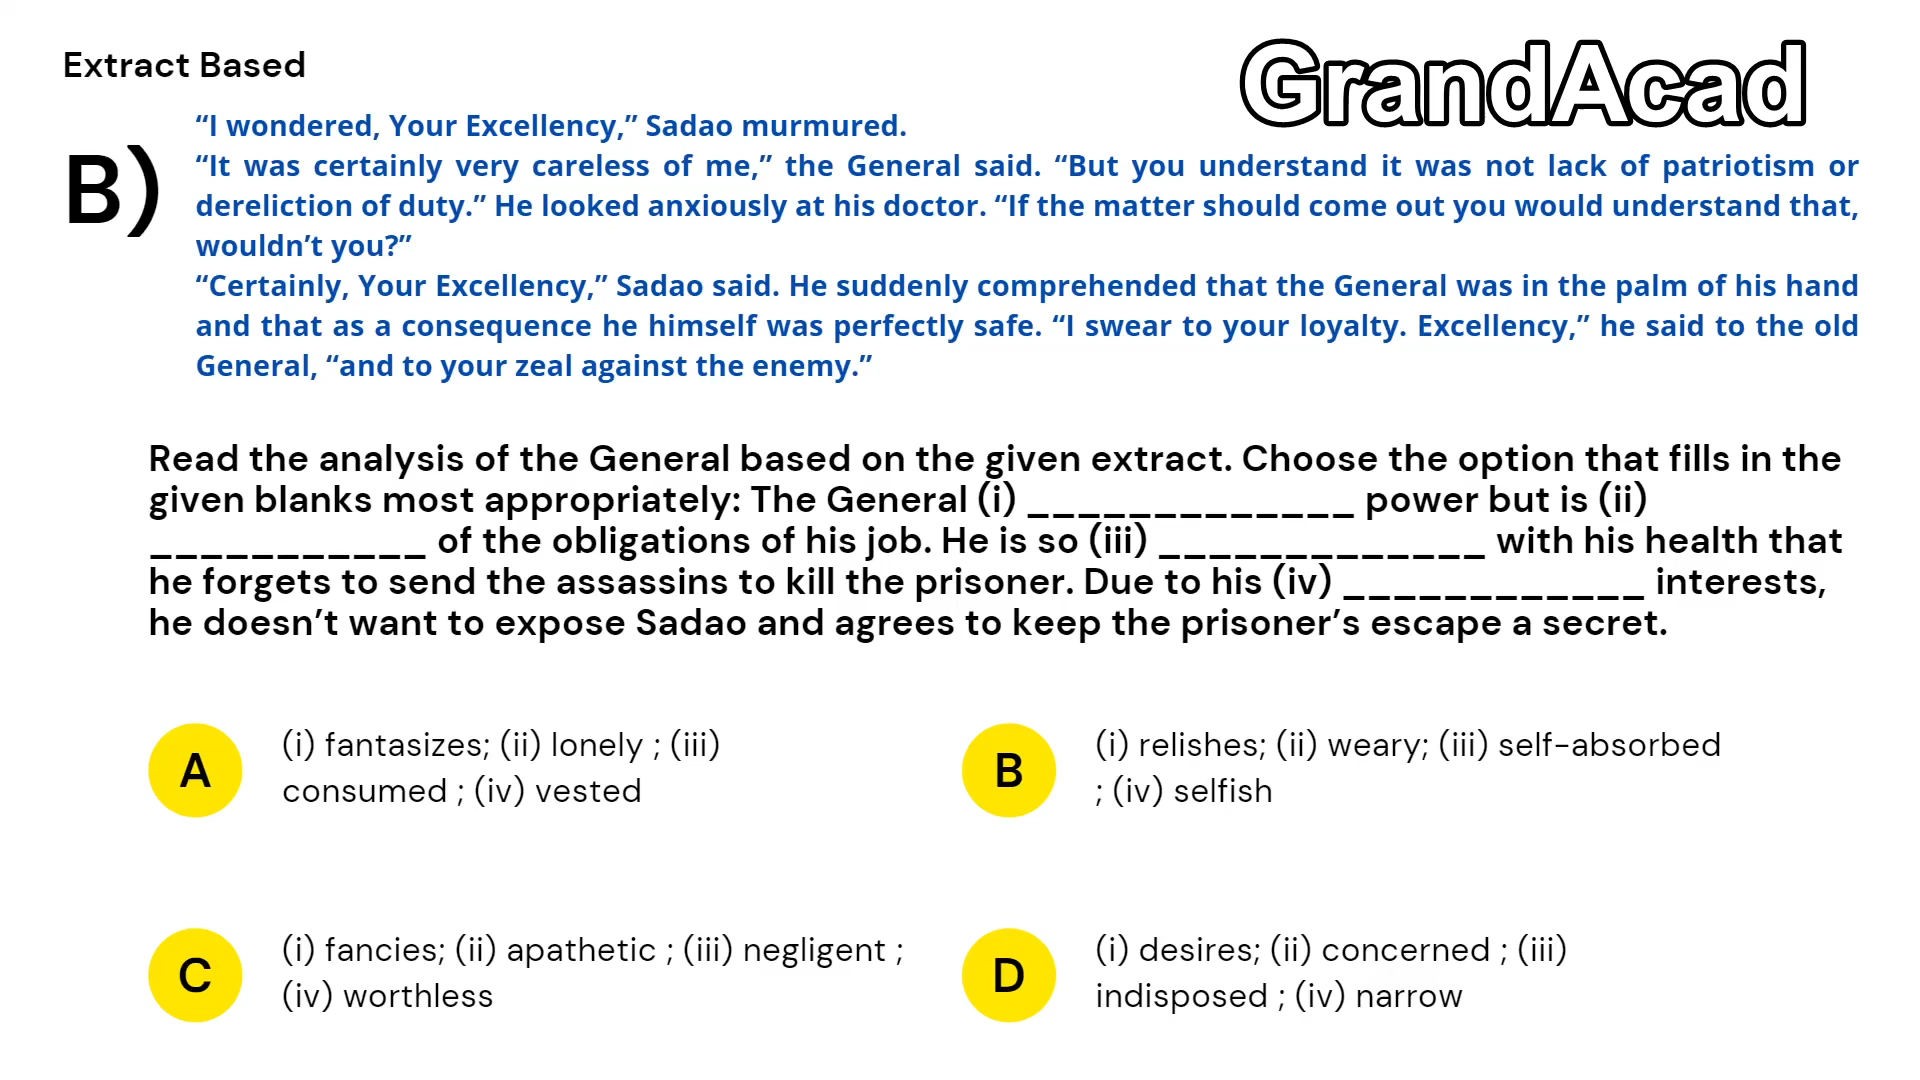 Extract Based
GrandAcad
B)
“I wondered, Your Excellency,” Sadao murmured.
“It was certainly very careless of me,” the General said. “But you understand it was not lack of patriotism or
dereliction of duty.” He looked anxiously at his doctor. “If the matter should come out you would understand that,
wouldn’t you?”
“Certainly, Your Excellency,” Sadao said. He suddenly comprehended that the General was in the palm of his hand
and that as a consequence he himself was perfectly safe. “I swear to your loyalty. Excellency,” he said to the old
General, “and to your zeal against the enemy.”
Read the analysis of the General based on the given extract. Choose the option that fills in the
given blanks most appropriately: The General (i) _____________ power but is (ii)
___________ of the obligations of his job. He is so (iii) _____________ with his health that
he forgets to send the assassins to kill the prisoner. Due to his (iv) ____________ interests,
he doesn’t want to expose Sadao and agrees to keep the prisoner’s escape a secret.
A
(i) fantasizes; (ii) lonely ; (iii)
consumed ; (iv) vested
B
(i) relishes; (ii) weary; (iii) self-absorbed
; (iv) selfish
C
(i) fancies; (ii) apathetic ; (iii) negligent ;
(iv) worthless
D
(i) desires; (ii) concerned ; (iii)
indisposed ; (iv) narrow